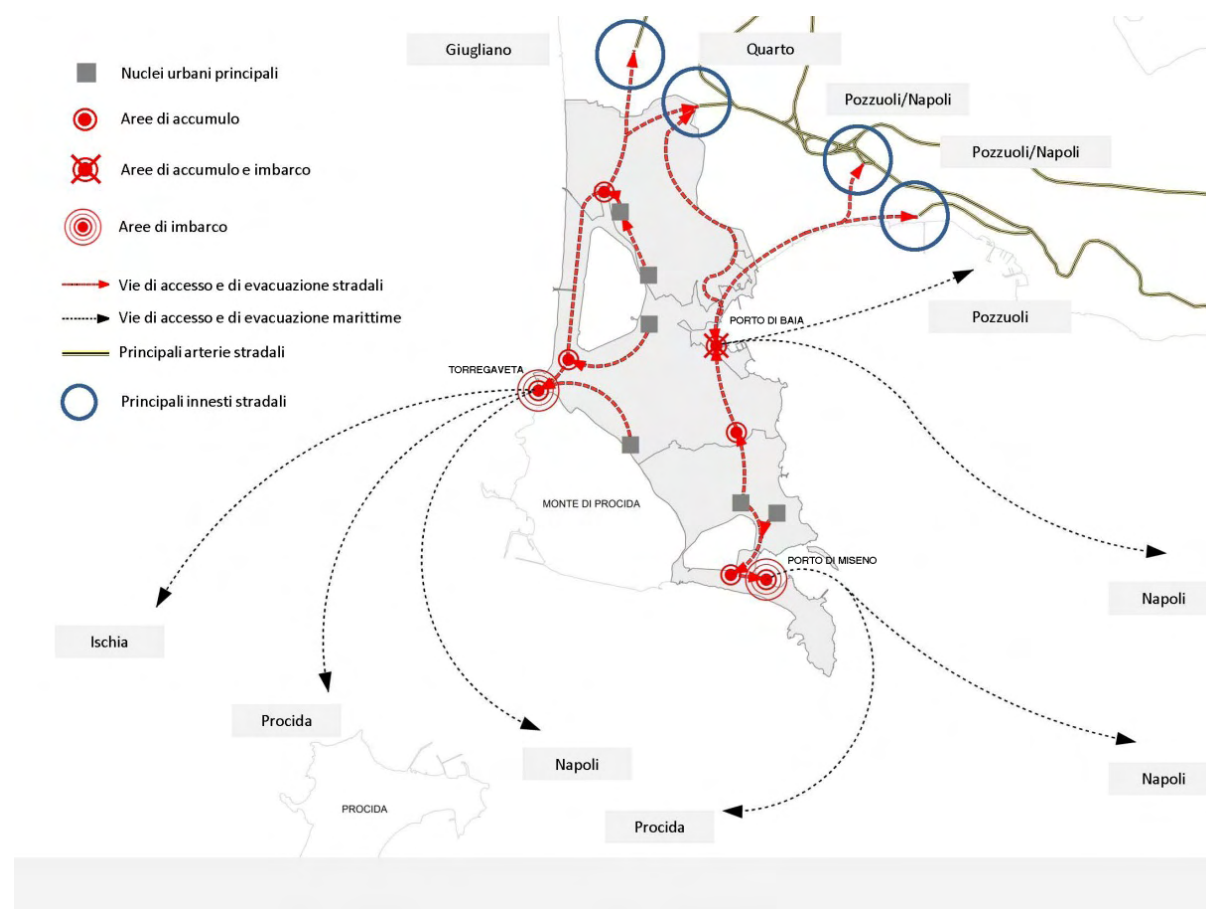 Giugliano
Quarto
Nuclei urbani principali
Pozzuoli/Napoli
Aree di accumulo
Pozzuoli/Napoli
Aree di accumulo e imbarco
Aree di imbarco
Vie di accesso e di evacuazione stradali
Vie di accesso e di evacuazione marittime
PORTO DI BAIA
Pozzuoli
Principali arterie stradali
TORREGAVETA
Principali innesti stradali
MONTE DI PROCIDA
PORTO DI MISENO
Napoli
Ischia
Procida
Napoli
Napoli
PROCIDA
Procida